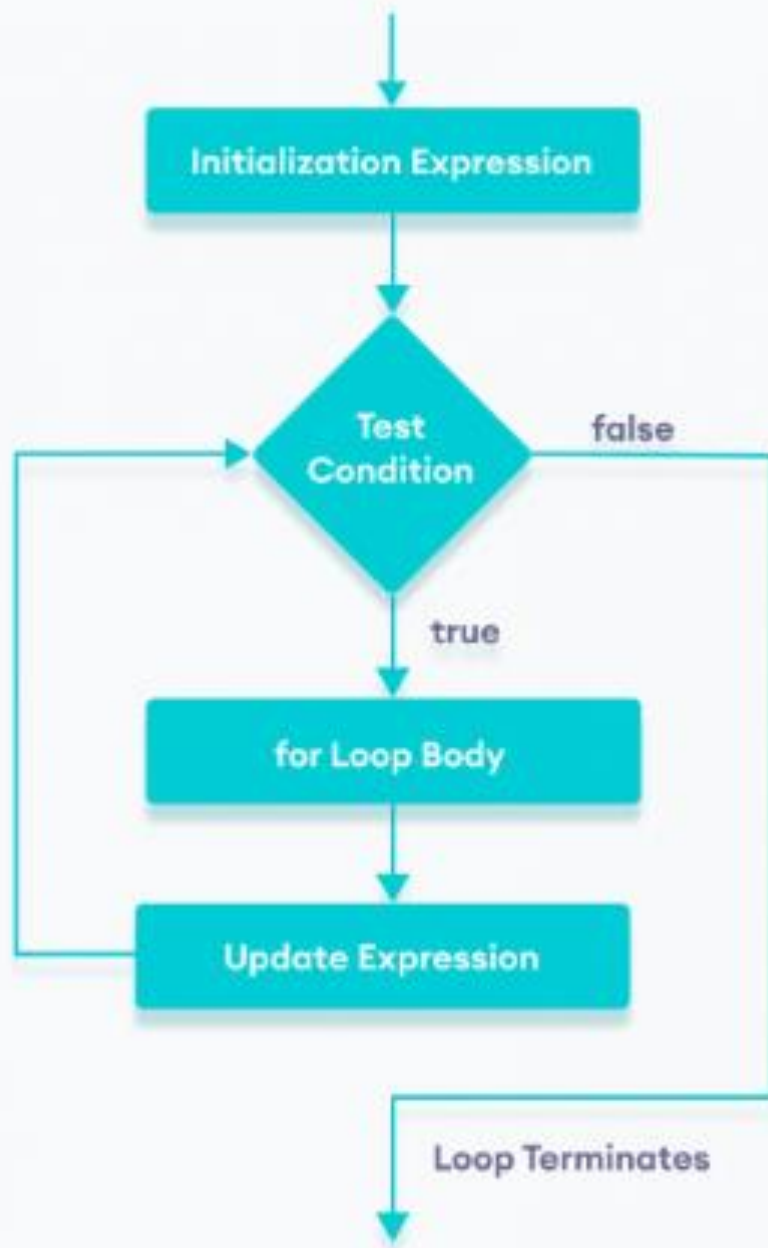 Initialization Expression
Test
Condition
false
true
for Loop Body
Update Expression
Loop Terminates